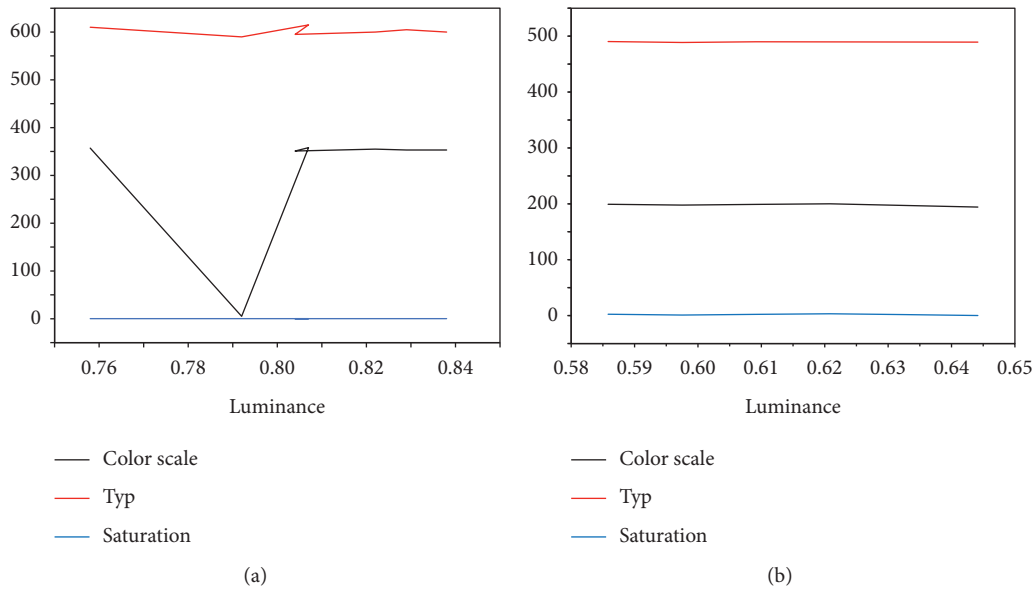 600
500
400
300
200
100
0
0.76 0.78 0.80 0.82 0.84
Luminance
Color scale
Typ
Saturation
(a)
500
400
300
200
100
0
0.58 0.59 0.60 0.61 0.62 0.63 0.64 0.65
Luminance
Color scale
Typ
Saturation
(b)